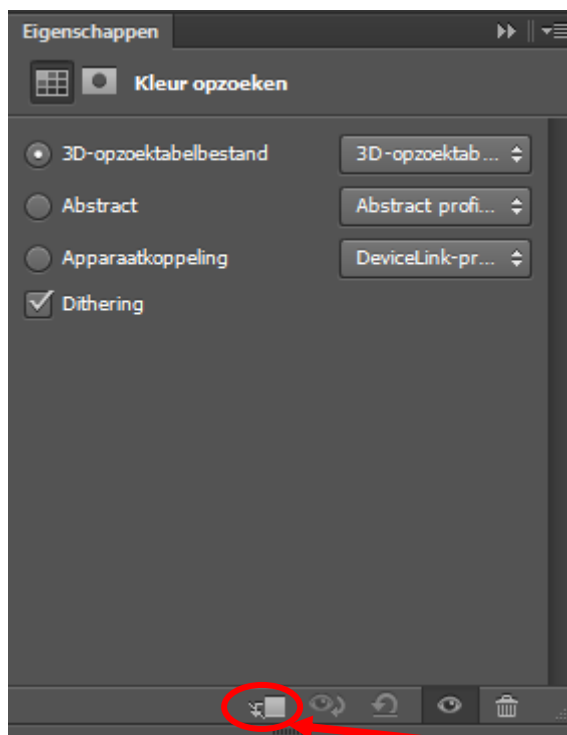 Eigenschappen
Kleur opzoeken
3D-opzoektabelbestand 3D-opzoektab...
Abstract Abstract profi...
Apparaatkoppeling DeviceLink-pr...
Dithering